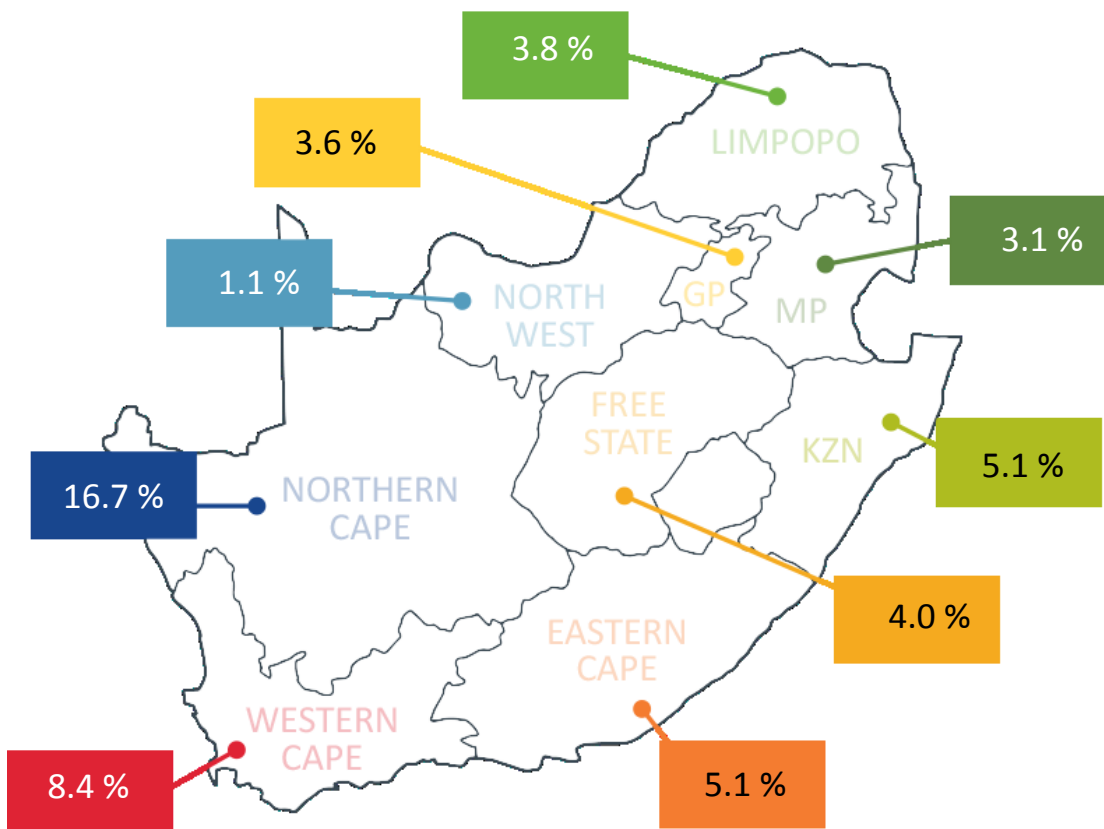 3.8 %
LIMPOPO
3.6 %
3.1 %
1.1 %
NORTH
WEST
GP
MP
FREE
STATE
KZN
5.1 %
16.7 %
NORTHERN
CAPE
4.0 %
EASTERN
CAPE
WESTERN
CAPE
8.4 %
5.1 %